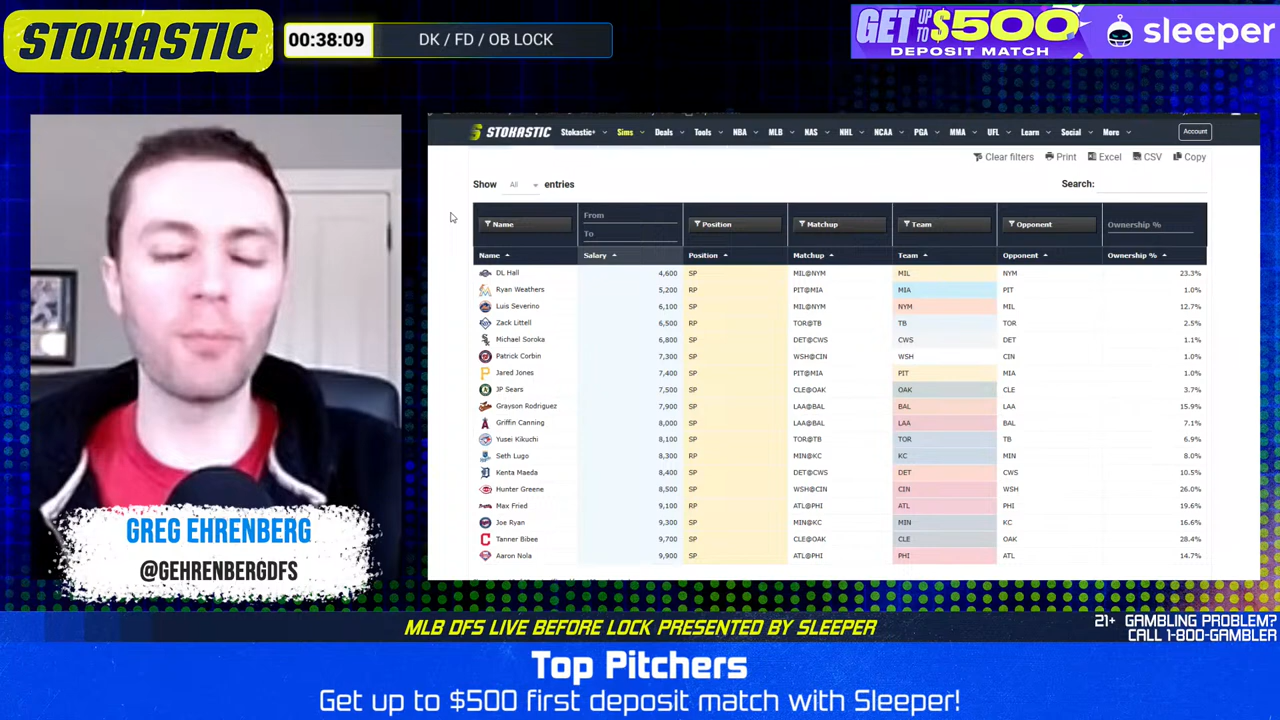 STOKASTIC
00:38:09
DK / FD / OB LOCK
GET UP TO $500
DEPOSIT MATCH
sleeper
STOKASTIC Stokastic+ Sims Deals Tools NBA MLB NAS NHL NCAA PGA MMA UFL Learn Social More Account
Clear filters Print Excel CSV Copy
Show All entries Search:
Name From To Position Matchup Team Opponent Ownership %
Name Salary Position Matchup Team Opponent Ownership %
DL Hall 4,600 SP MIL@NYM MIL NYM 23.3%
Ryan Weathers 5,200 RP PIT@MIA MIA PIT 1.0%
Luis Severino 6,100 SP MIL@NYM NYM MIL 12.7%
Zack Littell 6,500 RP TOR@TB TB TOR 2.5%
Michael Soroka 6,800 SP DET@CWS CWS DET 1.1%
Patrick Corbin 7,300 SP WSH@CIN WSH CIN 1.0%
Jared Jones 7,400 SP PIT@MIA PIT MIA 1.0%
JP Sears 7,500 SP CLE@OAK OAK CLE 3.7%
Grayson Rodriguez 7,900 SP LAA@BAL BAL LAA 15.9%
Griffin Canning 8,000 SP LAA@BAL LAA BAL 7.1%
Yusei Kikuchi 8,100 SP TOR@TB TOR TB 6.9%
Seth Lugo 8,300 SP MIN@KC KC MIN 8.0%
Kenta Maeda 8,400 SP DET@CWS DET CWS 10.5%
Hunter Greene 8,500 SP WSH@CIN CIN WSH 26.0%
Max Fried 9,100 RP ATL@PHI ATL PHI 19.6%
Joe Ryan 9,300 SP MIN@KC MIN KC 16.6%
Tanner Bibee 9,700 SP CLE@OAK CLE OAK 28.4%
Aaron Nola 9,900 SP ATL@PHI PHI ATL 14.7%
GREG EHRENBERG
@GEHRENBERGDFS
MLB DFS LIVE BEFORE LOCK PRESENTED BY SLEEPER
21+ GAMBLING PROBLEM?
CALL 1-800-GAMBLER
Top Pitchers
Get up to $500 first deposit match with Sleeper!